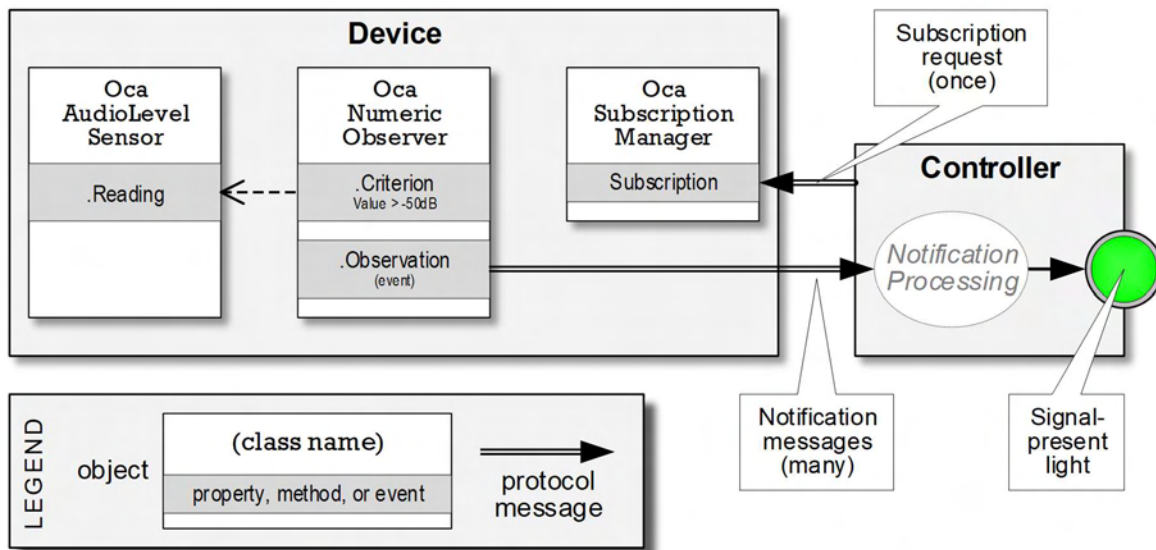 Device
Oca
AudioLevel
Sensor
.Reading
Oca
Numeric
Observer
.Criterion
Value > -50dB
.Observation
(event)
Oca
Subscription
Manager
Subscription
Subscription
request
(once)
Controller
Notification
Processing
Notification
messages
(many)
Signal-
present
light
LEGEND
object
(class name)
property, method, or event
protocol
message